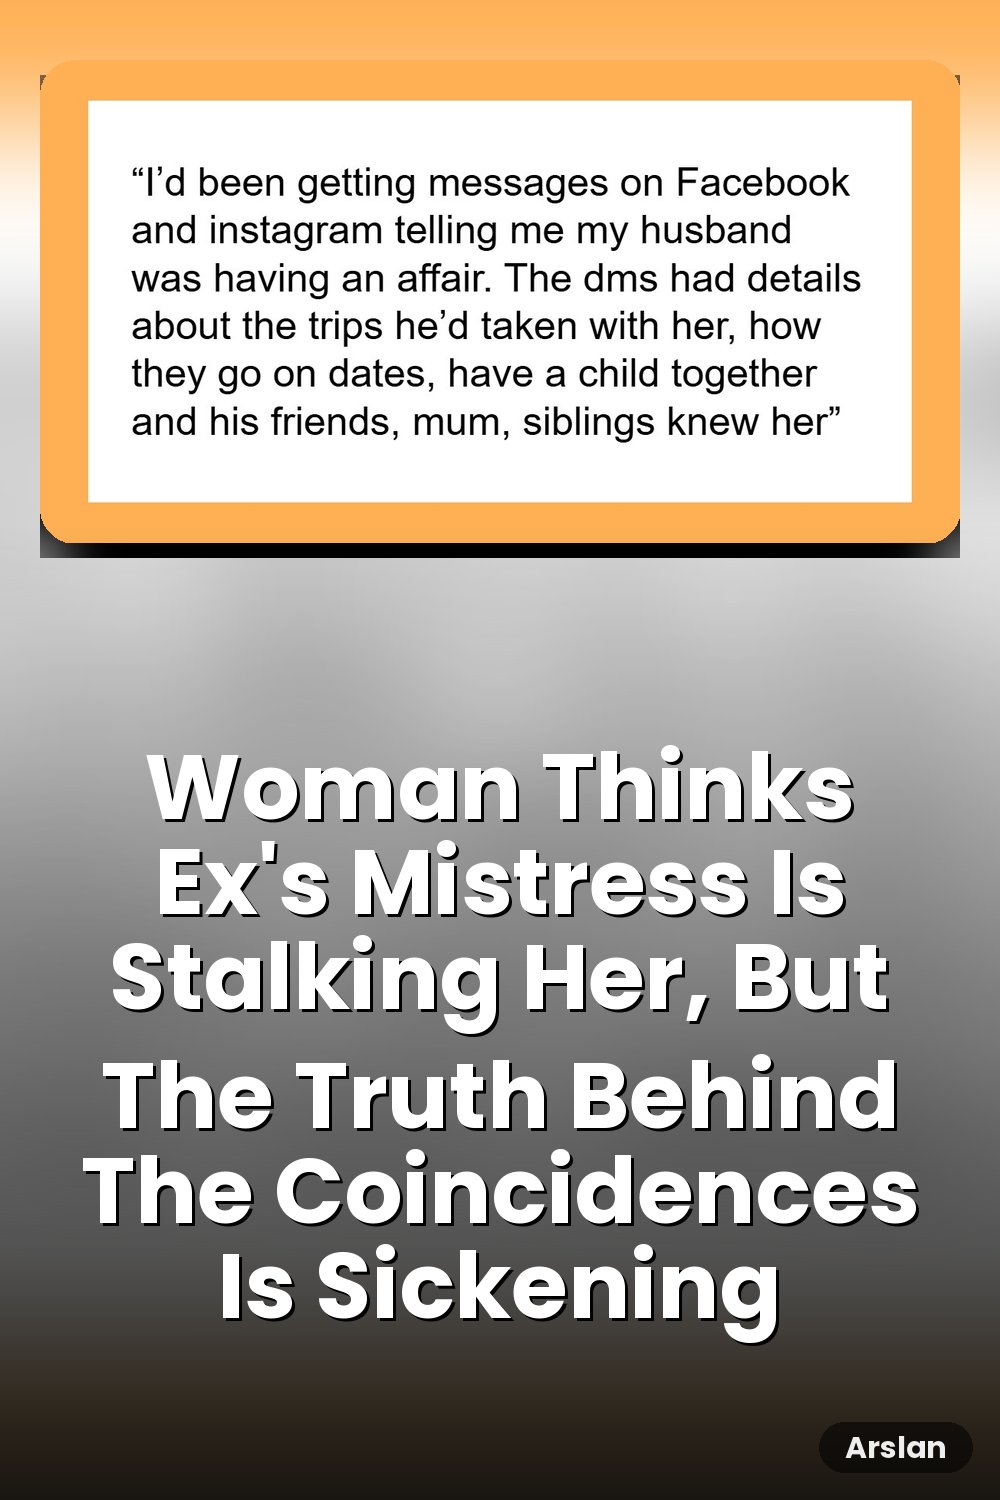 “I’d been getting messages on Facebook
and instagram telling me my husband
was having an affair. The dms had details
about the trips he’d taken with her, how
they go on dates, have a child together
and his friends, mum, siblings knew her”
Woman Thinks
Ex's Mistress Is
Stalking Her, But
The Truth Behind
The Coincidences
Is Sickening
Arslan